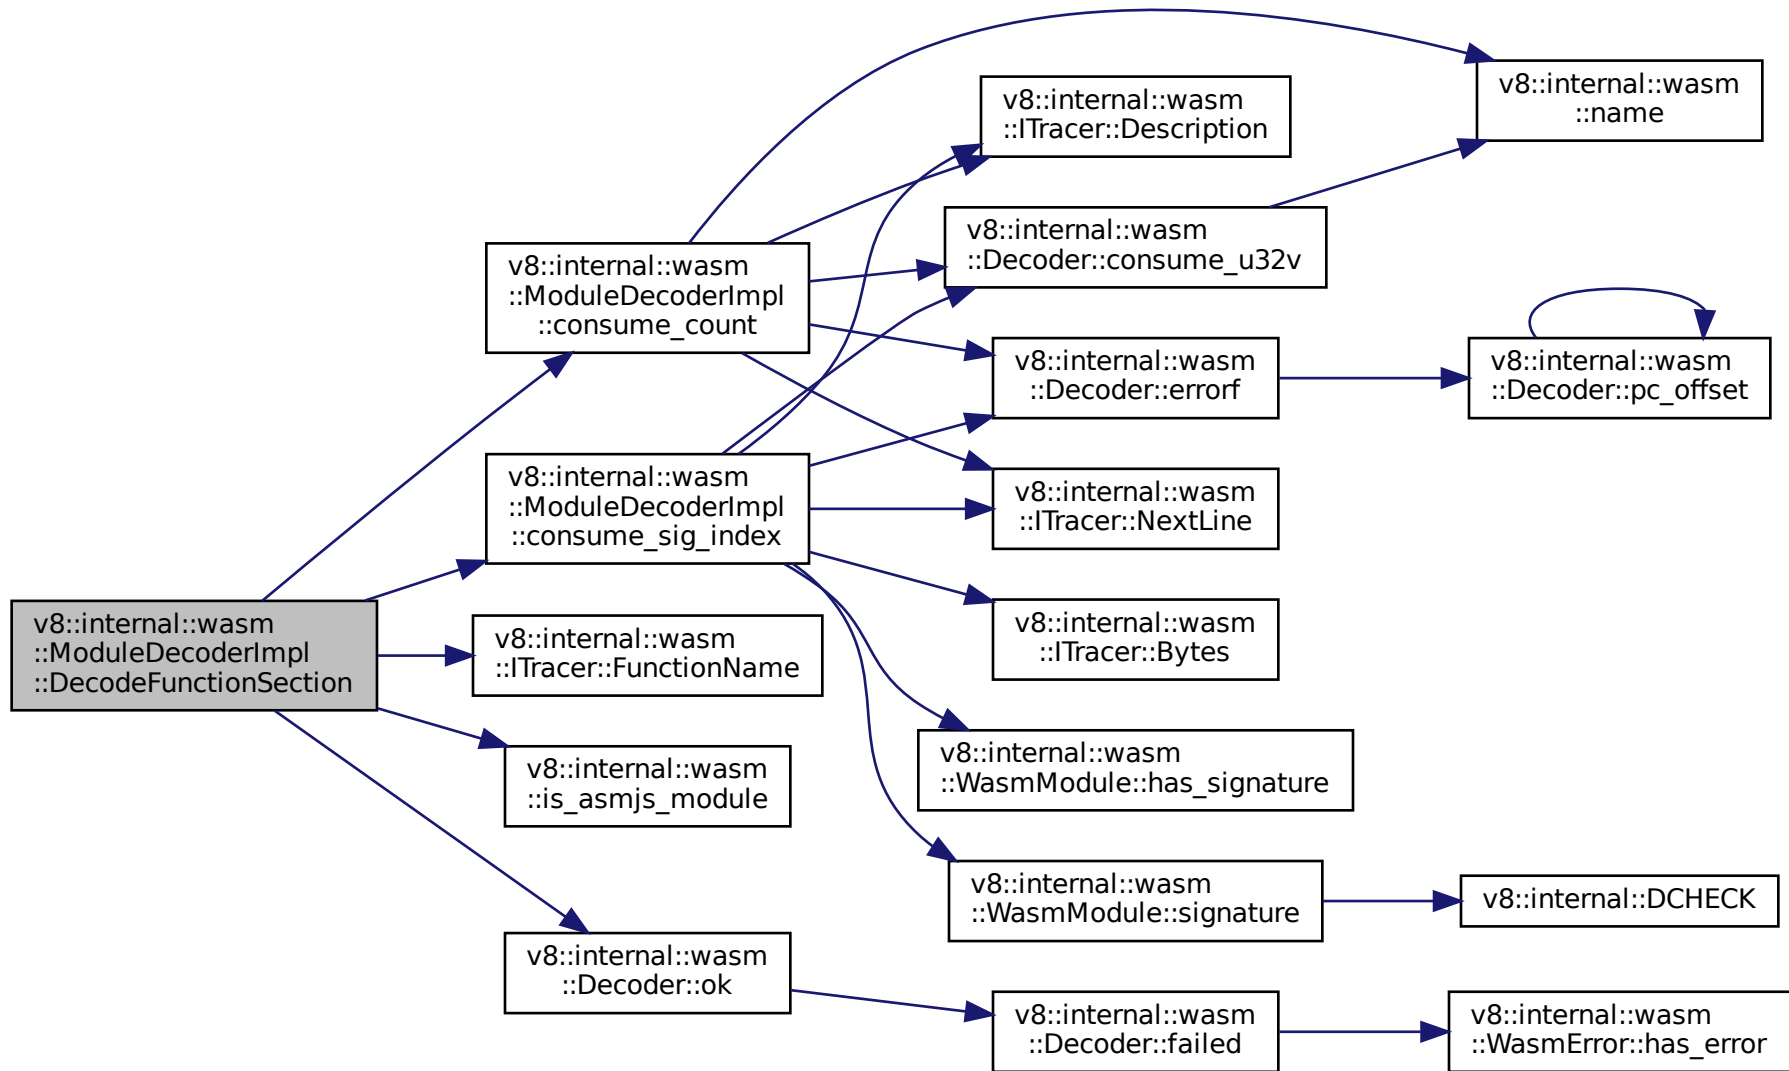 v8::internal::wasm
::ModuleDecoderImpl
::DecodeFunctionSection
v8::internal::wasm
::ModuleDecoderImpl
::consume_count
v8::internal::wasm
::ModuleDecoderImpl
::consume_sig_index
v8::internal::wasm
::ITracer::FunctionName
v8::internal::wasm
::is_asmjs_module
v8::internal::wasm
::Decoder::ok
v8::internal::wasm
::ITracer::Description
v8::internal::wasm
::Decoder::consume_u32v
v8::internal::wasm
::Decoder::errorf
v8::internal::wasm
::ITracer::NextLine
v8::internal::wasm
::ITracer::Bytes
v8::internal::wasm
::WasmModule::has_signature
v8::internal::wasm
::WasmModule::signature
v8::internal::wasm
::Decoder::failed
v8::internal::wasm
::name
v8::internal::wasm
::Decoder::pc_offset
v8::internal::DCHECK
v8::internal::wasm
::WasmError::has_error